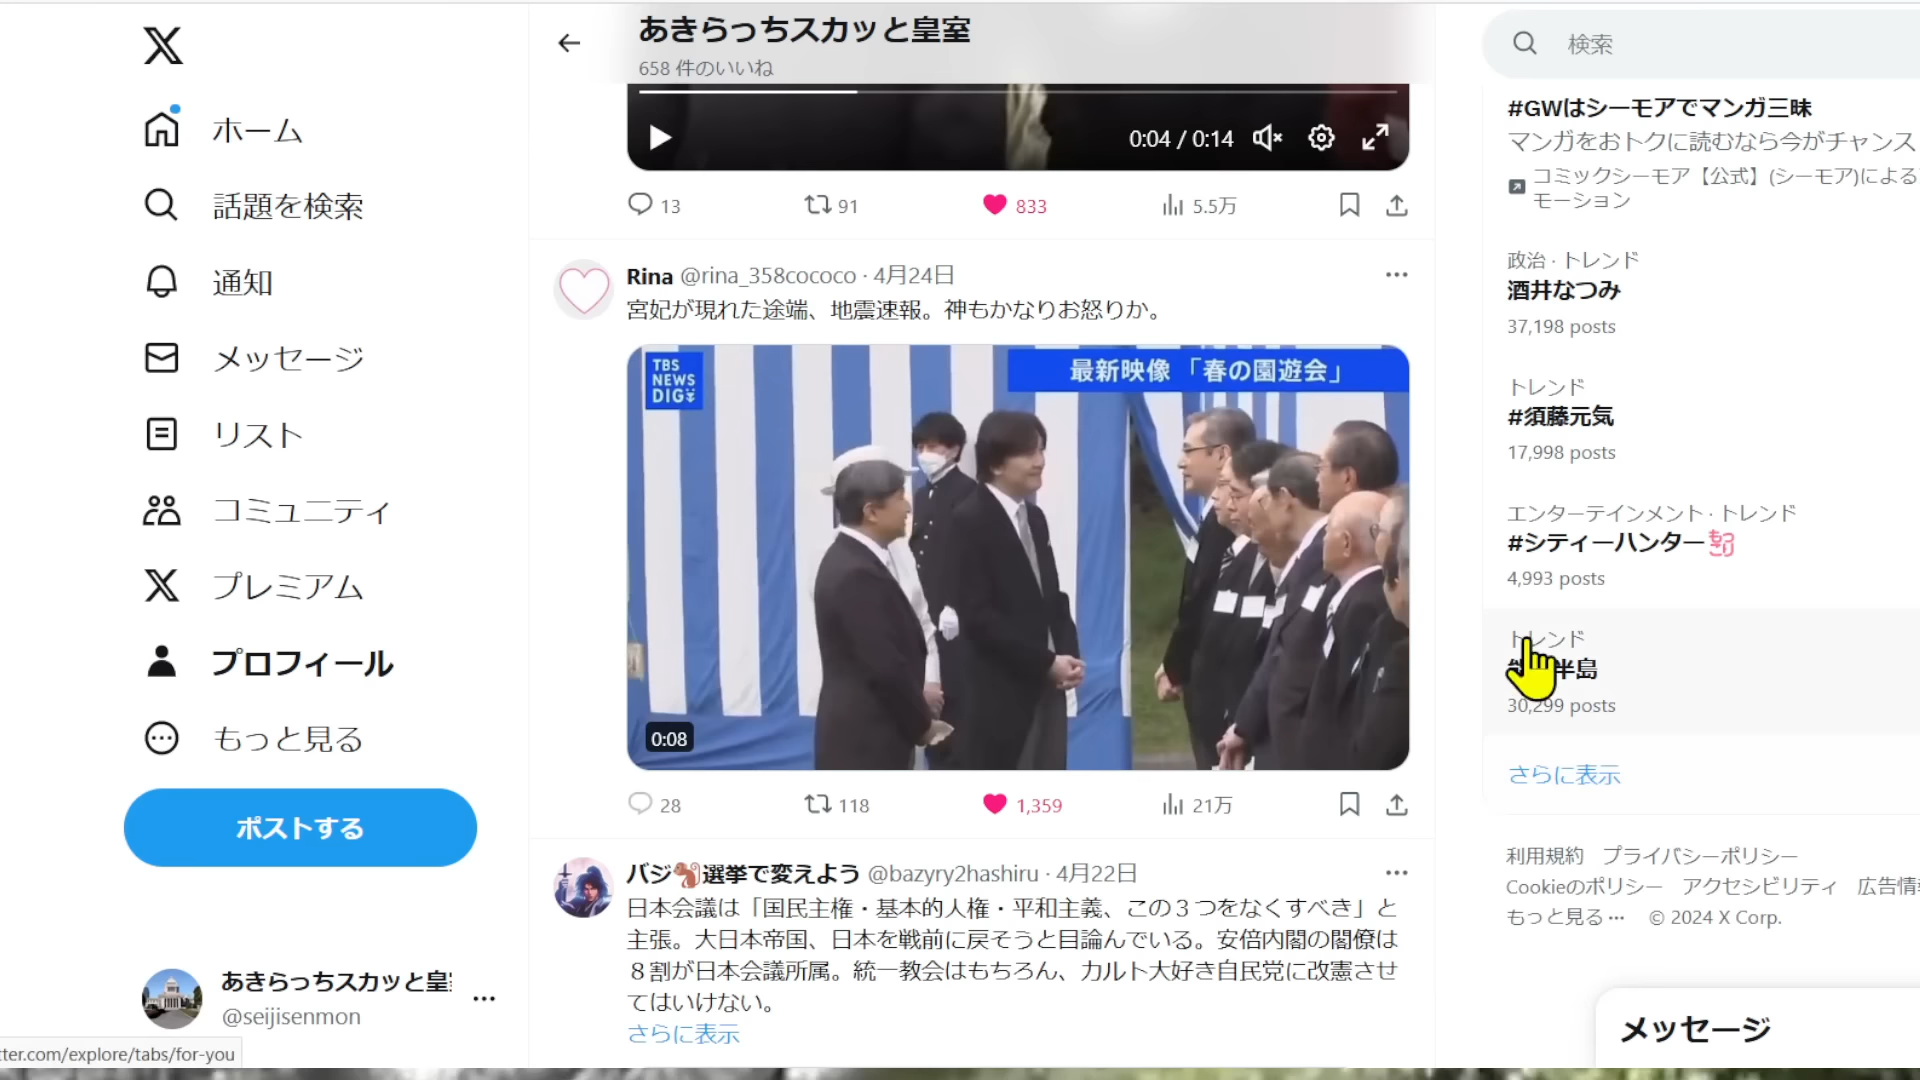 ホーム
話題を検索
通知
メッセージ
リスト
コミュニティ
プレミアム
プロフィール
もっと見る
ポストする
あきらっちスカッと皇
@seijisenmon
tter.com/explore/tabs/for-you
あきらっちスカッと皇室
658 件のいいね
0:04 / 0:14
13
91
833
5.5万
Rina @rina_358cococo · 4月24日
宮妃が現れた途端、地震速報。神もかなりお怒りか。
TBS
NEWS
DIG
最新映像 「春の園遊会」
0:08
28
118
1,359
21万
バジ🐿️選挙で変えよう @bazyry2hashiru · 4月22日
日本会議は「国民主権・基本的人権・平和主義、この３つをなくすべき」と
主張。大日本帝国、日本を戦前に戻そうと目論んでいる。安倍内閣の閣僚は
８割が日本会議所属。統一教会はもちろん、カルト大好き自民党に改憲させ
てはいけない。
さらに表示
検索
#GWはシーモアでマンガ三昧
マンガをおトクに読むなら今がチャンス
コミックシーモア【公式】(シーモア)による
モーション
政治 · トレンド
酒井なつみ
37,198 posts
トレンド
#須藤元気
17,998 posts
エンターテインメント · トレンド
#シティーハンター
4,993 posts
トレンド
半島
30,299 posts
さらに表示
利用規約 プライバシーポリシー
Cookieのポリシー アクセシビリティ 広告情報
もっと見る ··· © 2024 X Corp.
メッセージ